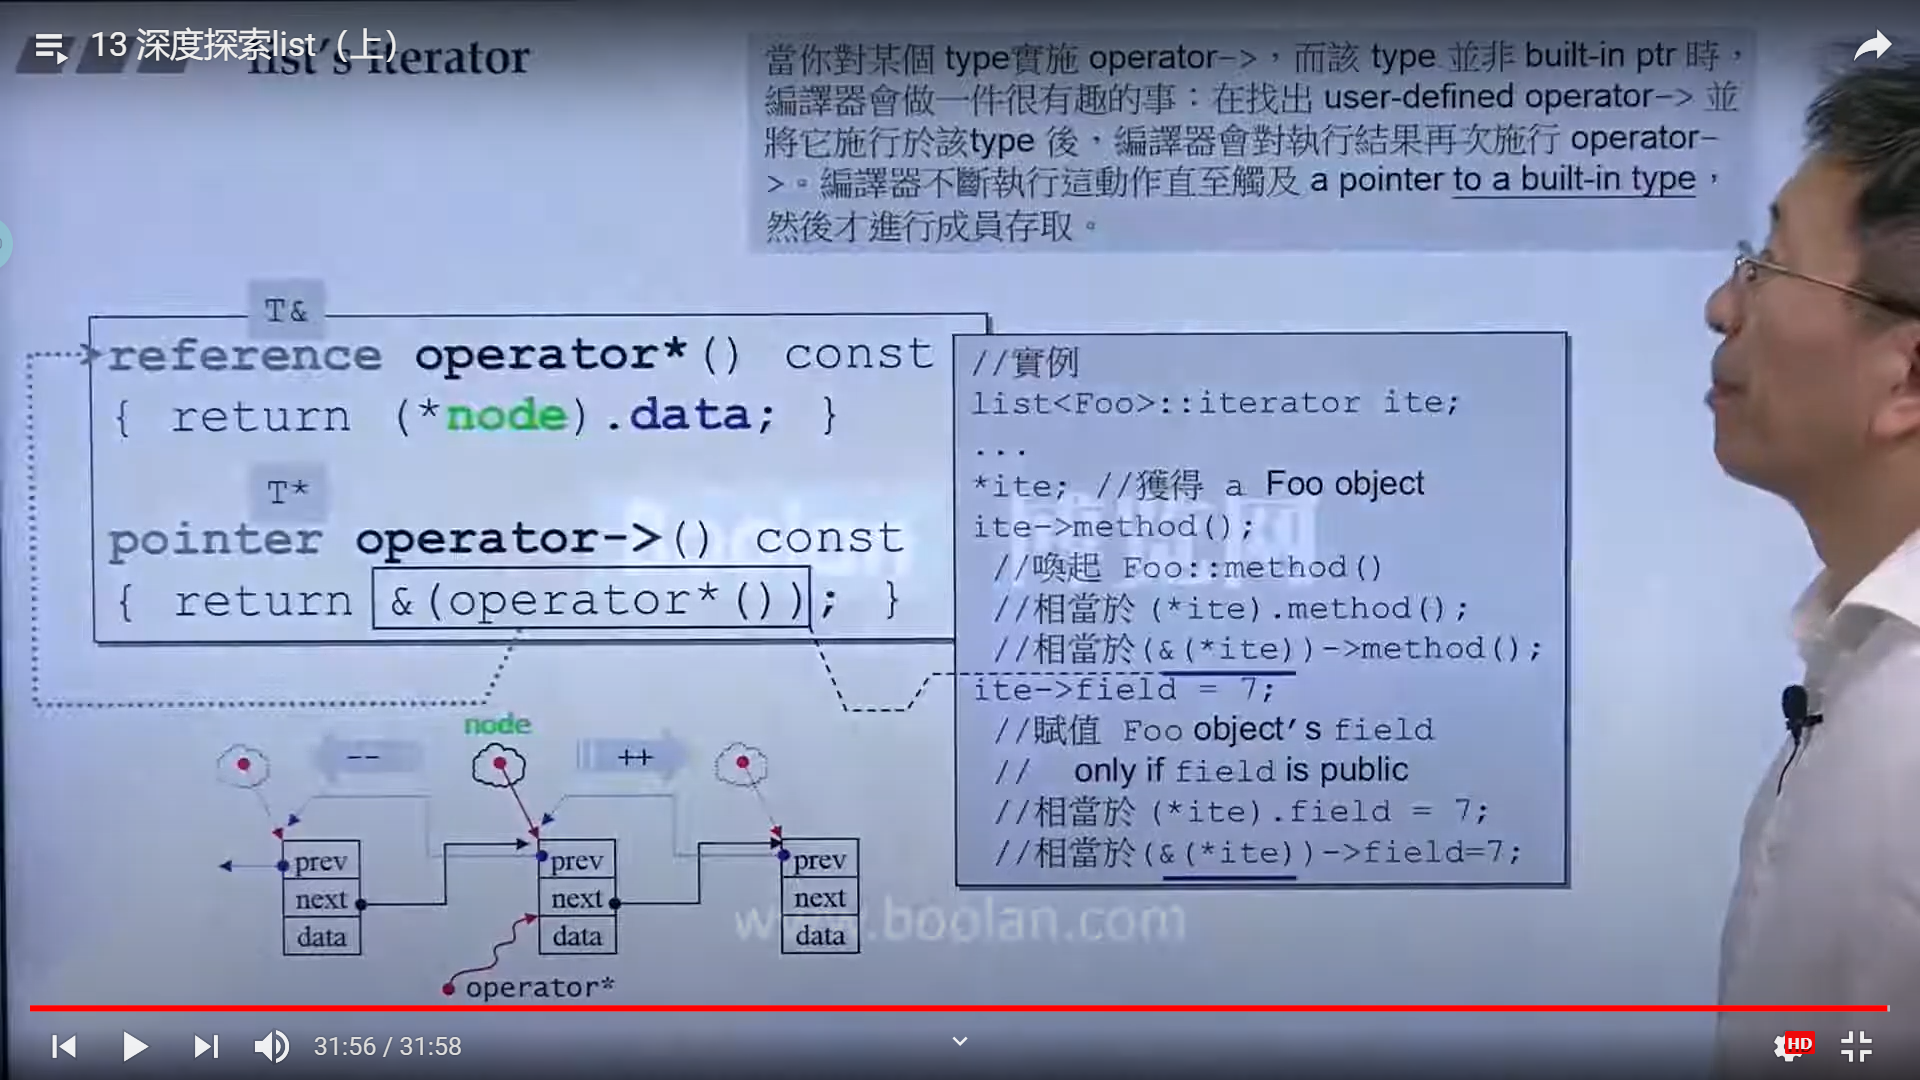 13 深度探索list（上）
list's iterator
當你對某個 type實施 operator->，而該 type 並非 built-in ptr 時，
編譯器會做一件很有趣的事：在找出 user-defined operator-> 並
將它施行於該type 後，編譯器會對執行結果再次施行 operator-
>。編譯器不斷執行這動作直至觸及 a pointer to a built-in type，
然後才進行成員存取。
T&
reference operator*() const
{ return (*node).data; }
T*
pointer operator->() const
{ return &(operator*()); }
//實例
list<Foo>::iterator ite;
...
*ite; //獲得 a Foo object
ite->method();
//喚起 Foo::method()
//相當於 (*ite).method();
//相當於(&(*ite))->method();
ite->field = 7;
//賦值 Foo object's field
// only if field is public
//相當於 (*ite).field = 7;
//相當於(&(*ite))->field=7;
node
--
++
prev
next
data
prev
next
data
prev
next
data
operator*
www.boolan.com
31:56 / 31:58
HD